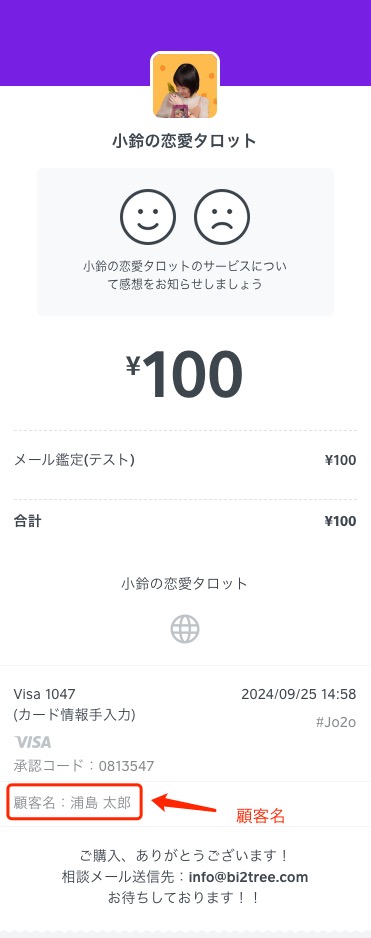 小鈴の恋愛タロット
小鈴の恋愛タロットのサービスについ
て感想をお知らせしましょう
¥100
メール鑑定(テスト) ¥100
合計 ¥100
小鈴の恋愛タロット
Visa 1047 2024/09/25 14:58
(カード情報手入力) #Jo2o
VISA
承認コード：0813547
顧客名：浦島 太郎
顧客名
ご購入、ありがとうございます！
相談メール送信先：info@bi2tree.com
お待ちしております！！